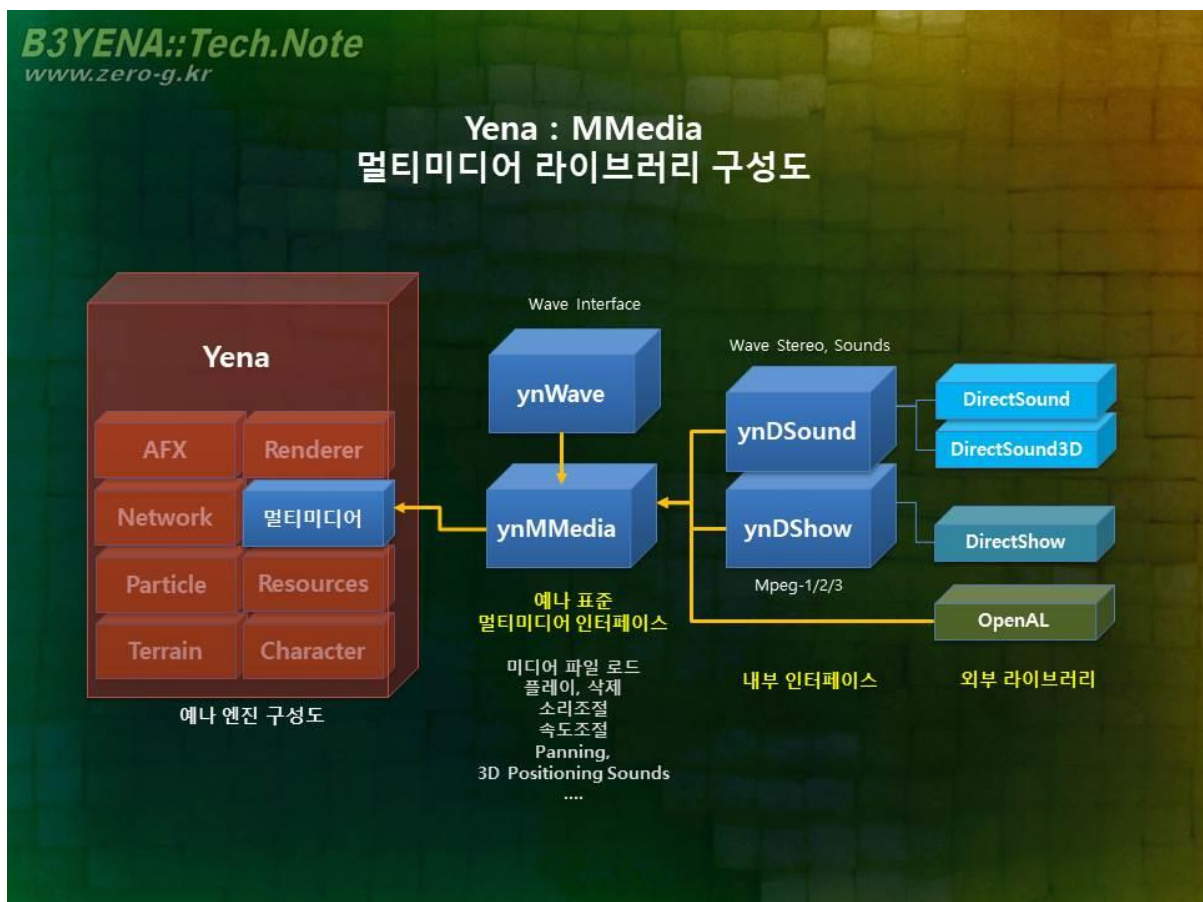 B3YENA::Tech.Note
www.zero-g.kr
Yena : MMedia
멀티미디어 라이브러리 구성도
Yena
AFX
Renderer
Network
멀티미디어
Particle
Resources
Terrain
Character
예나 엔진 구성도
Wave Interface
ynWave
ynMMedia
예나 표준
멀티미디어 인터페이스
미디어 파일 로드
플레이, 삭제
소리조절
속도조절
Panning,
3D Positioning Sounds
....
Wave Stereo, Sounds
ynDSound
ynDShow
Mpeg-1/2/3
내부 인터페이스
DirectSound
DirectSound3D
DirectShow
OpenAL
외부 라이브러리